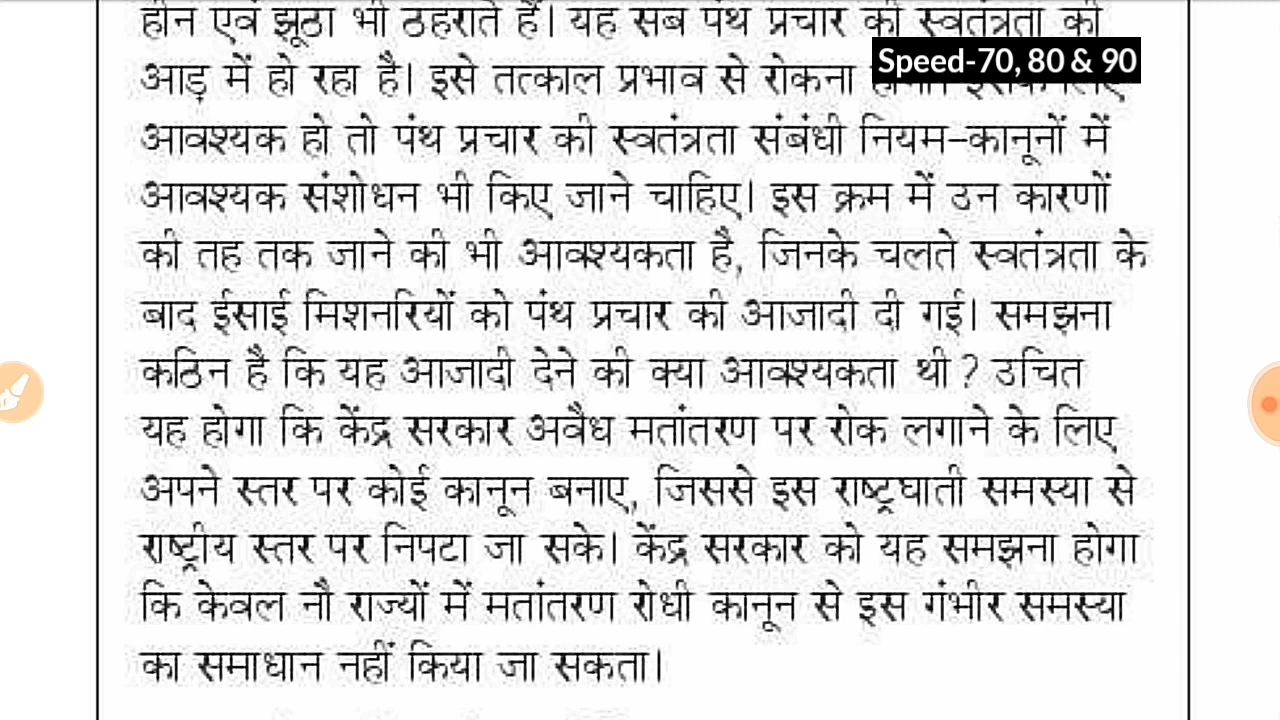 हीन एवं झूठा भी ठहराते हैं। यह सब पंथ प्रचार की स्वतंत्रता की
Speed-70, 80 & 90
आड़ में हो रहा है। इसे तत्काल प्रभाव से रोकना
आवश्यक हो तो पंथ प्रचार की स्वतंत्रता संबंधी नियम-कानूनों में
आवश्यक संशोधन भी किए जाने चाहिए। इस क्रम में उन कारणों
की तह तक जाने की भी आवश्यकता है, जिनके चलते स्वतंत्रता के
बाद ईसाई मिशनरियों को पंथ प्रचार की आजादी दी गई। समझना
कठिन है कि यह आजादी देने की क्या आवश्यकता थी? उचित
यह होगा कि केंद्र सरकार अवैध मतांतरण पर रोक लगाने के लिए
अपने स्तर पर कोई कानून बनाए, जिससे इस राष्ट्रघाती समस्या से
राष्ट्रीय स्तर पर निपटा जा सके। केंद्र सरकार को यह समझना होगा
कि केवल नौ राज्यों में मतांतरण रोधी कानून से इस गंभीर समस्या
का समाधान नहीं किया जा सकता।